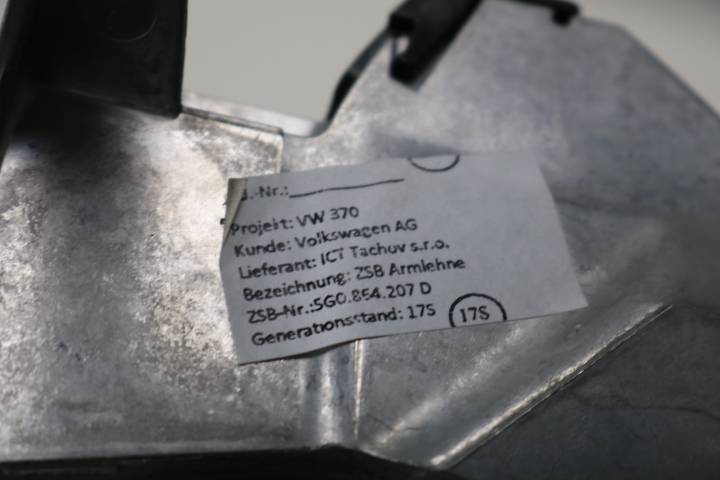 d.-Nr.:
Projekt: VW 370
Kunde: Volkswagen AG
Lieferant: ICT Tachov s.r.o.
Bezeichnung: ZSB Armlehne
ZSB-Nr.:5G0.864.207 D
Generationsstand: 17S 17S